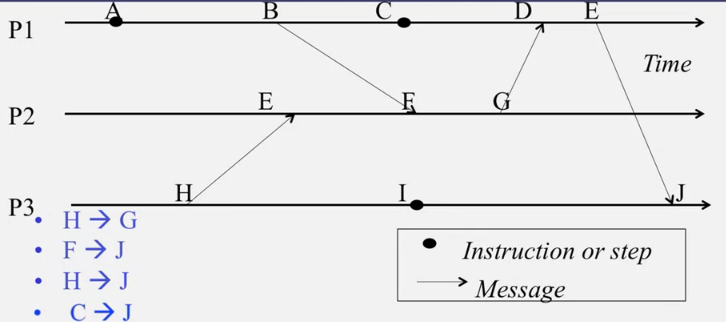 A B C D E
P1
Time
E F G
P2
H I J
P3
• H → G
• F → J
• H → J
• C → J
Instruction or step
Message